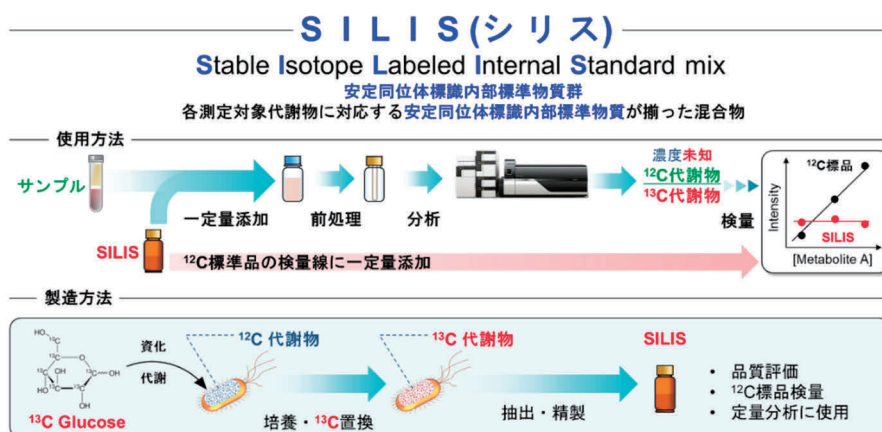 SILIS(シリス)
Stable Isotope Labeled Internal Standard mix
安定同位体標識内部標準物質群
各測定対象代謝物に対応する安定同位体標識内部標準物質が揃った混合物
使用方法
サンプル
一定量添加
前処理
分析
濃度未知
¹²C代謝物
¹³C代謝物
検量
¹²C標品
Intensity
SILIS
[Metabolite A]
SILIS
¹²C標準品の検量線に一定量添加
製造方法
HO
¹³C
¹³C
O
OH
HO
OH
OH
OH
¹³C Glucose
資化
代謝
¹²C 代謝物
培養・¹³C置換
¹³C 代謝物
抽出・精製
SILIS
• 品質評価
• ¹²C標品検量
• 定量分析に使用